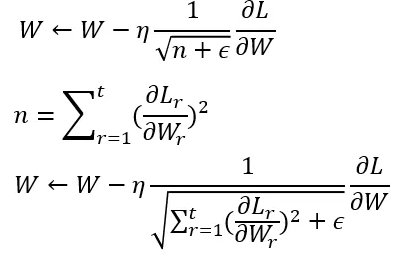 W ← W − η 1/√(n + ϵ) ∂L/∂W
n = ∑_{r=1}^{t} (∂L_r/∂W_r)²
W ← W − η 1/√(∑_{r=1}^{t} (∂L_r/∂W_r)² + ϵ) ∂L/∂W